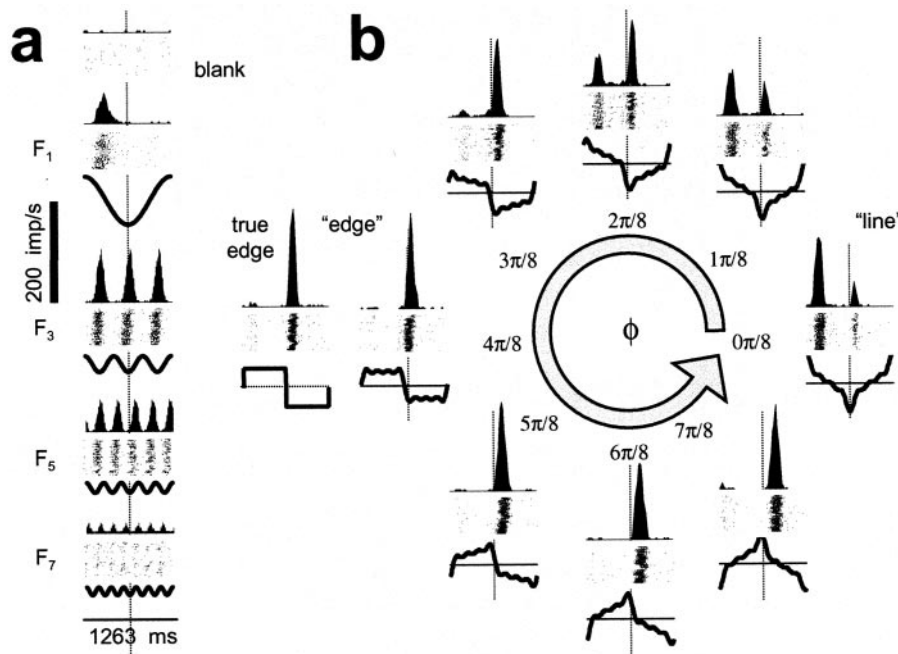 a
blank
F1
200 imp/s
F3
F5
F7
1263 ms
b
true
edge
"edge"
"line"
ϕ
0π/8
1π/8
2π/8
3π/8
4π/8
5π/8
6π/8
7π/8